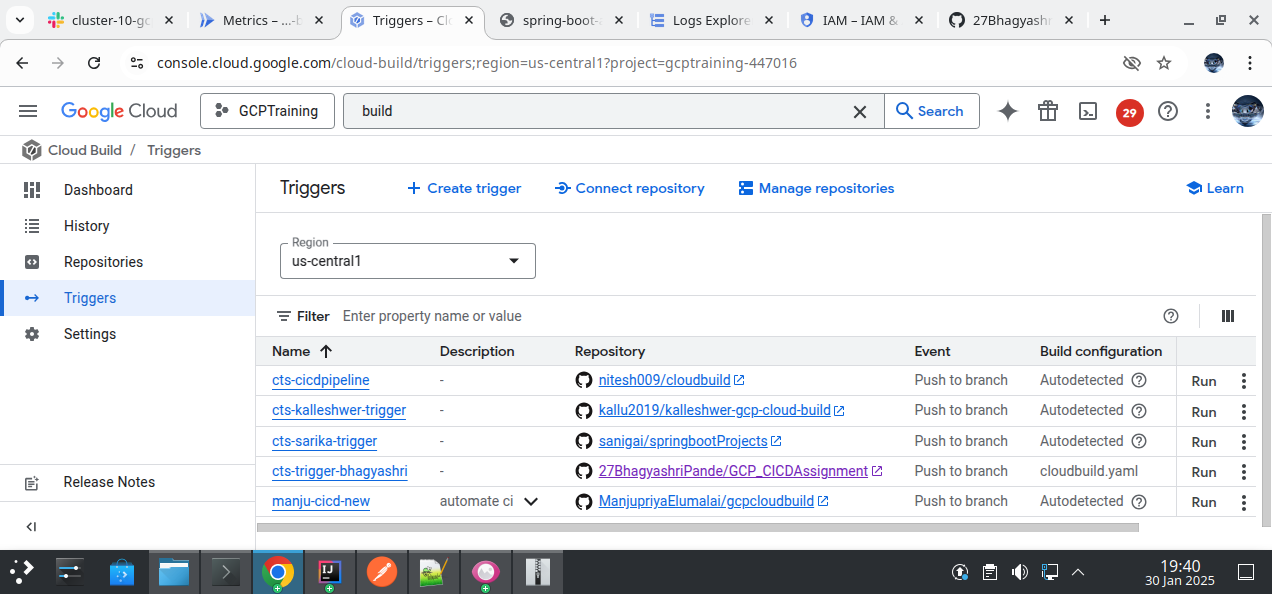 cluster-10-gc
Metrics – ...-b
Triggers – Clo
spring-boot-
Logs Explore
IAM – IAM &
27Bhagyashri
console.cloud.google.com/cloud-build/triggers;region=us-central1?project=gcptraining-447016
Google Cloud GCPTraining build Search 29
Cloud Build / Triggers
Dashboard
History
Repositories
Triggers
Settings
Release Notes
Triggers Create trigger Connect repository Manage repositories Learn
Region
us-central1
Filter Enter property name or value
Name Description Repository Event Build configuration
cts-cicdpipeline - nitesh009/cloudbuild Push to branch Autodetected Run
cts-kalleshwer-trigger - kallu2019/kalleshwer-gcp-cloud-build Push to branch Autodetected Run
cts-sarika-trigger - sanigai/springbootProjects Push to branch Autodetected Run
cts-trigger-bhagyashri - 27BhagyashriPande/GCP_CICDAssignment Push to branch cloudbuild.yaml Run
manju-cicd-new automate ci ManjupriyaElumalai/gcpcloudbuild Push to branch Autodetected Run
IJ
19:40
30 Jan 2025